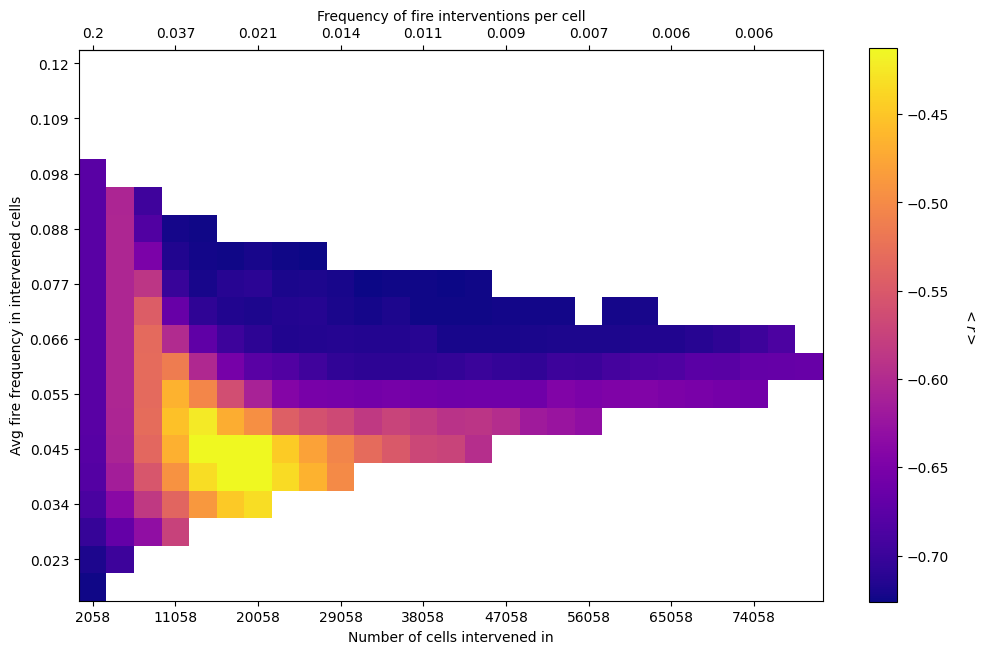 Frequency of fire interventions per cell
0.2 0.037 0.021 0.014 0.011 0.009 0.007 0.006 0.006
Avg fire frequency in intervened cells
0.12
0.109
0.098
0.088
0.077
0.066
0.055
0.045
0.034
0.023
2058 11058 20058 29058 38058 47058 56058 65058 74058
Number of cells intervened in
−0.45
−0.50
−0.55
−0.60
−0.65
−0.70
< r >